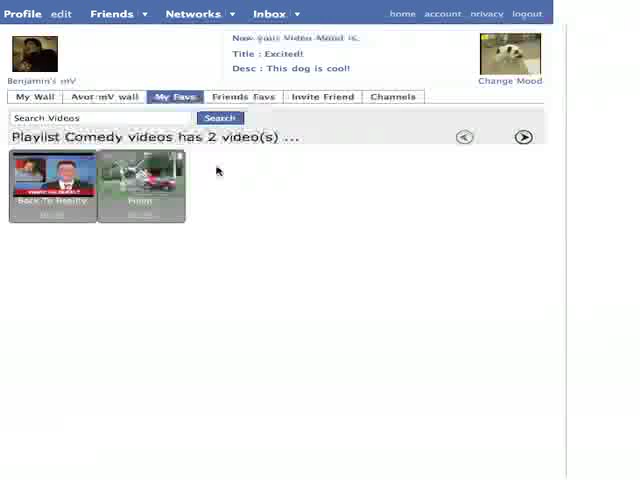 Profile edit Friends Networks Inbox home account privacy logout
Now your Video Mood is.
Title : Excited!
Desc : This dog is cool!
Benjamin's mV
Change Mood
My Wall mV wall My Favs Friends Favs Invite Friend Channels
Search Videos Search
Playlist Comedy videos has 2 video(s) ...
Back To Reality